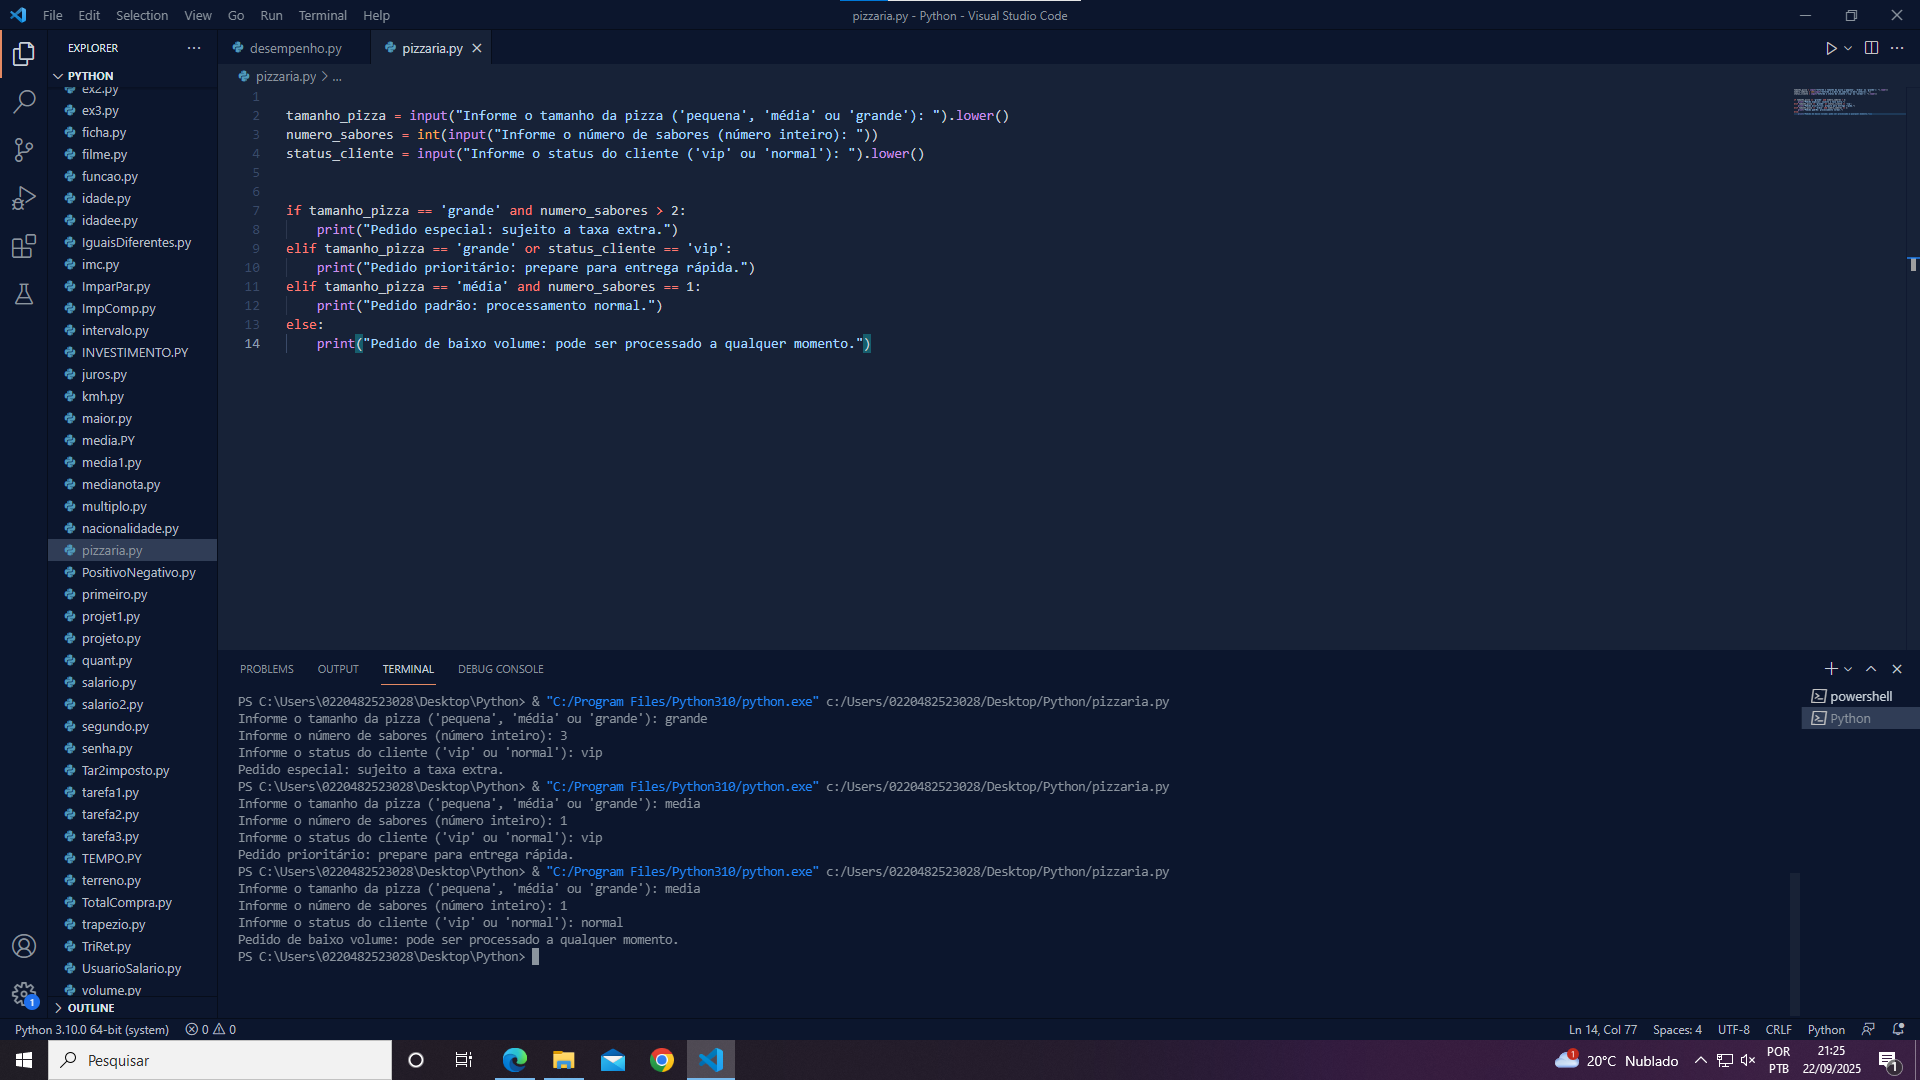 File Edit Selection View Go Run Terminal Help
pizzaria.py - Python - Visual Studio Code
EXPLORER
desempenho.py
pizzaria.py
PYTHON
pizzaria.py > ...
ex2.py
ex3.py
ficha.py
filme.py
funcao.py
idade.py
idadee.py
IguaisDiferentes.py
imc.py
ImparPar.py
ImpComp.py
intervalo.py
INVESTIMENTO.PY
juros.py
kmh.py
maior.py
media.PY
media1.py
medianota.py
multiplo.py
nacionalidade.py
pizzaria.py
PositivoNegativo.py
primeiro.py
projet1.py
projeto.py
quant.py
salario.py
salario2.py
segundo.py
senha.py
Tar2imposto.py
tarefa1.py
tarefa2.py
tarefa3.py
TEMPO.PY
terreno.py
TotalCompra.py
trapezio.py
TriRet.py
UsuarioSalario.py
volume.py
OUTLINE
1
2 tamanho_pizza = input("Informe o tamanho da pizza ('pequena', 'média' ou 'grande'): ").lower()
3 numero_sabores = int(input("Informe o número de sabores (número inteiro): "))
4 status_cliente = input("Informe o status do cliente ('vip' ou 'normal'): ").lower()
5
6
7 if tamanho_pizza == 'grande' and numero_sabores > 2:
8 print("Pedido especial: sujeito a taxa extra.")
9 elif tamanho_pizza == 'grande' or status_cliente == 'vip':
10 print("Pedido prioritário: prepare para entrega rápida.")
11 elif tamanho_pizza == 'média' and numero_sabores == 1:
12 print("Pedido padrão: processamento normal.")
13 else:
14 print("Pedido de baixo volume: pode ser processado a qualquer momento.")
PROBLEMS OUTPUT TERMINAL DEBUG CONSOLE
PS C:\Users\0220482523028\Desktop\Python> & "C:/Program Files/Python310/python.exe" c:/Users/0220482523028/Desktop/Python/pizzaria.py
Informe o tamanho da pizza ('pequena', 'média' ou 'grande'): grande
Informe o número de sabores (número inteiro): 3
Informe o status do cliente ('vip' ou 'normal'): vip
Pedido especial: sujeito a taxa extra.
PS C:\Users\0220482523028\Desktop\Python> & "C:/Program Files/Python310/python.exe" c:/Users/0220482523028/Desktop/Python/pizzaria.py
Informe o tamanho da pizza ('pequena', 'média' ou 'grande'): media
Informe o número de sabores (número inteiro): 1
Informe o status do cliente ('vip' ou 'normal'): vip
Pedido prioritário: prepare para entrega rápida.
PS C:\Users\0220482523028\Desktop\Python> & "C:/Program Files/Python310/python.exe" c:/Users/0220482523028/Desktop/Python/pizzaria.py
Informe o tamanho da pizza ('pequena', 'média' ou 'grande'): media
Informe o número de sabores (número inteiro): 1
Informe o status do cliente ('vip' ou 'normal'): normal
Pedido de baixo volume: pode ser processado a qualquer momento.
PS C:\Users\0220482523028\Desktop\Python>
powershell
Python
1
Python 3.10.0 64-bit (system) 0 0
Ln 14, Col 77 Spaces: 4 UTF-8 CRLF Python
Pesquisar
1
20°C Nublado
POR
PTB
21:25
22/09/2025
1